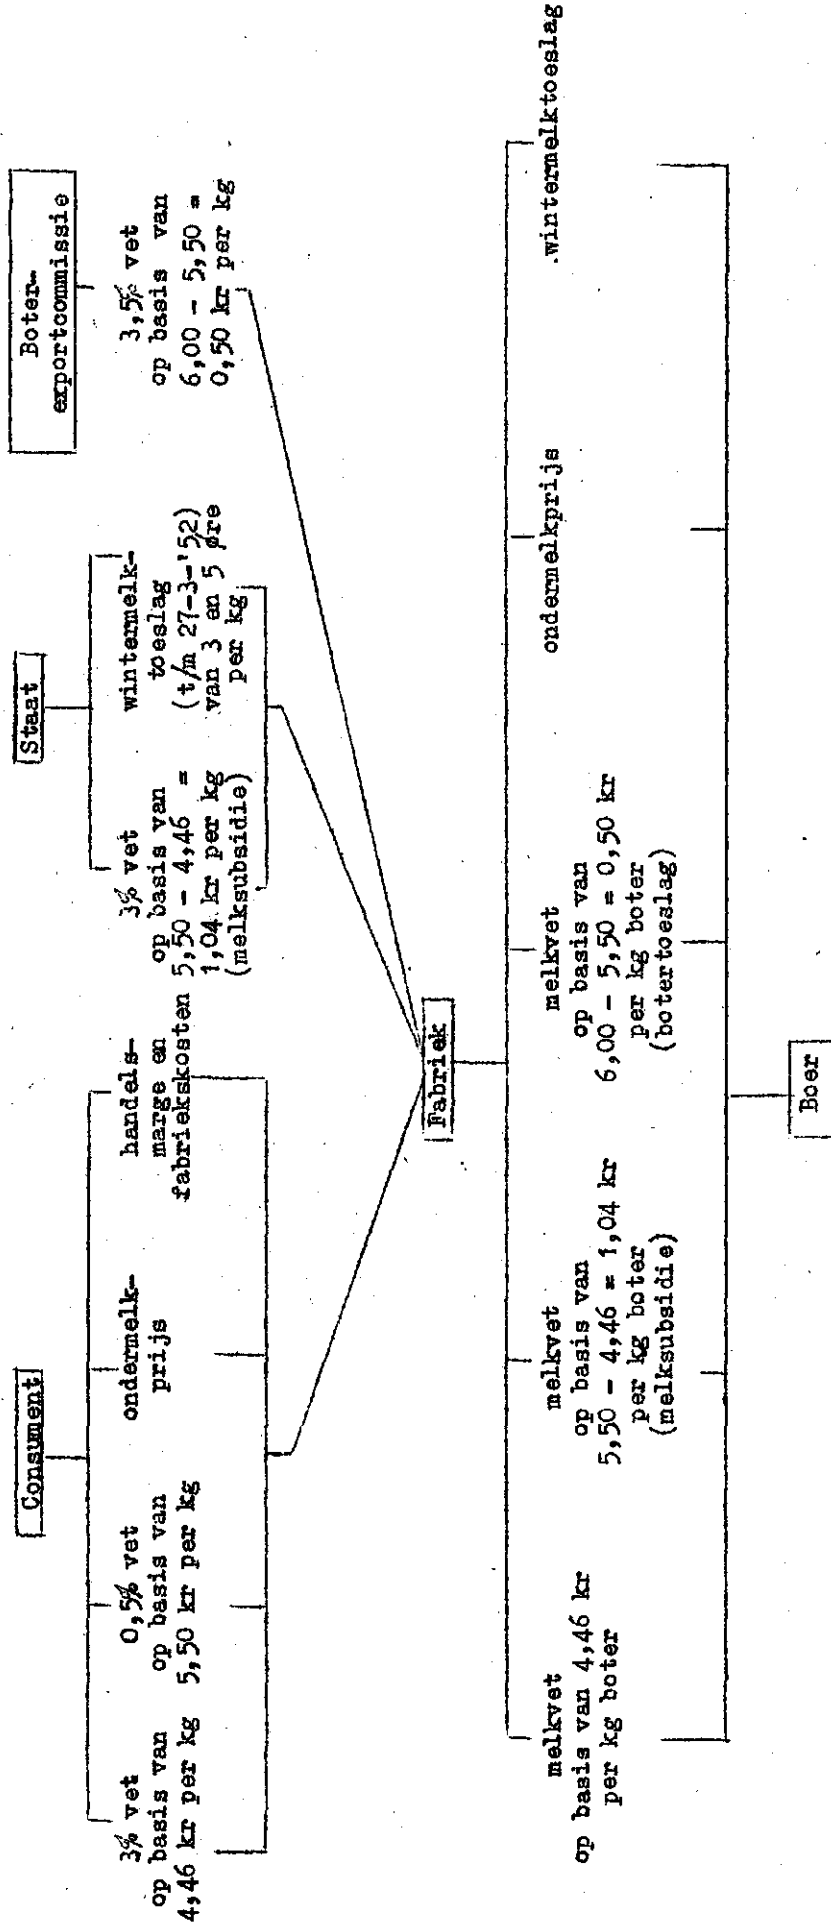 Consument
3% vet
op basis van
4,46 kr per kg
0,5% vet
op basis van
5,50 kr per kg
ondermelk-
prijs
handels-
marge en
fabriekskosten
Staat
3% vet
op basis van
5,50 - 4,46 =
1,04 kr per kg
(melksubsidie)
wintermelk-
toeslag
(t/m 27-3-'52)
van 3 en 5 øre
per kg
Boter-
exportcommissie
3,5% vet
op basis van
6,00 - 5,50 =
0,50 kr per kg
Fabriek
melkvet
op basis van 4,46 kr
per kg boter
melkvet
op basis van
5,50 - 4,46 = 1,04 kr
per kg boter
(melksubsidie)
melkvet
op basis van
6,00 - 5,50 = 0,50 kr
per kg boter
(botertoeslag)
ondermelkprijs
wintermelktoeslag
Boer